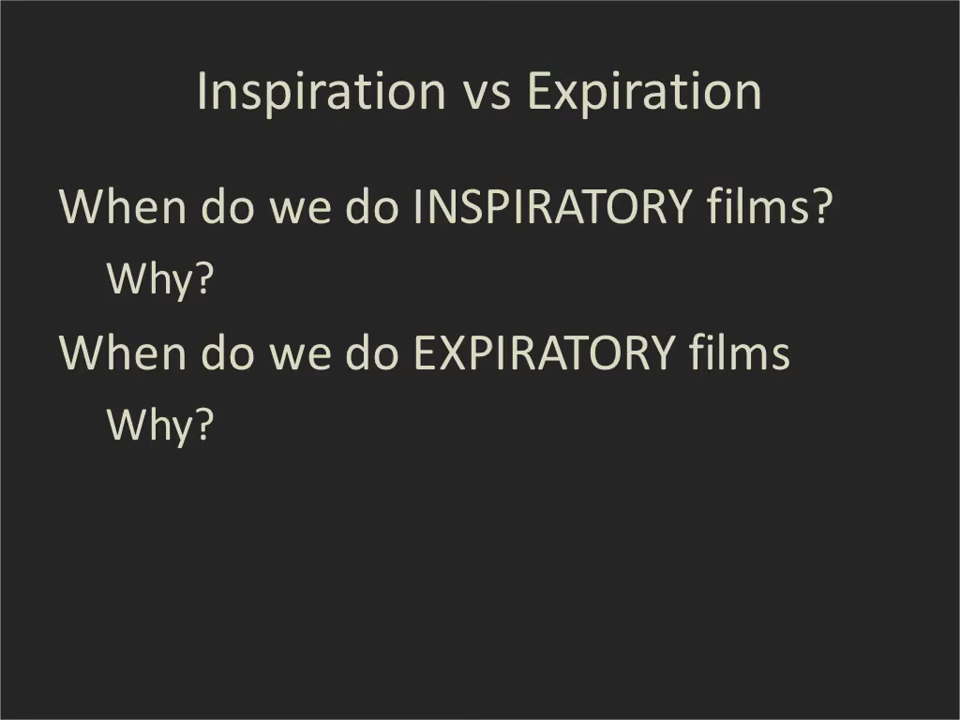 Inspiration vs Expiration
When do we do INSPIRATORY films?
Why?
When do we do EXPIRATORY films
Why?